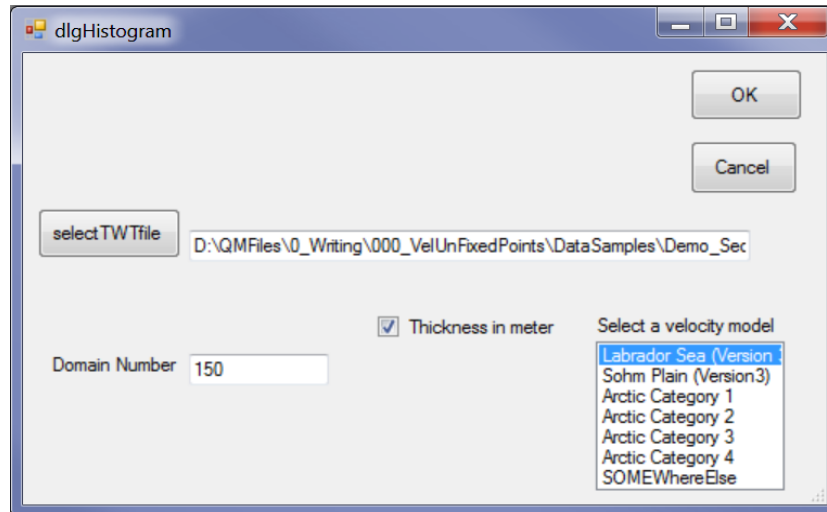 dlgHistogram
OK
Cancel
selectTWTfile
D:\QMFiles\0_Writing\000_VelUnFixedPoints\DataSamples\Demo_Sec
Thickness in meter
Select a velocity model
Domain Number
150
Labrador Sea (Version
Sohm Plain (Version3)
Arctic Category 1
Arctic Category 2
Arctic Category 3
Arctic Category 4
SOMEWhereElse